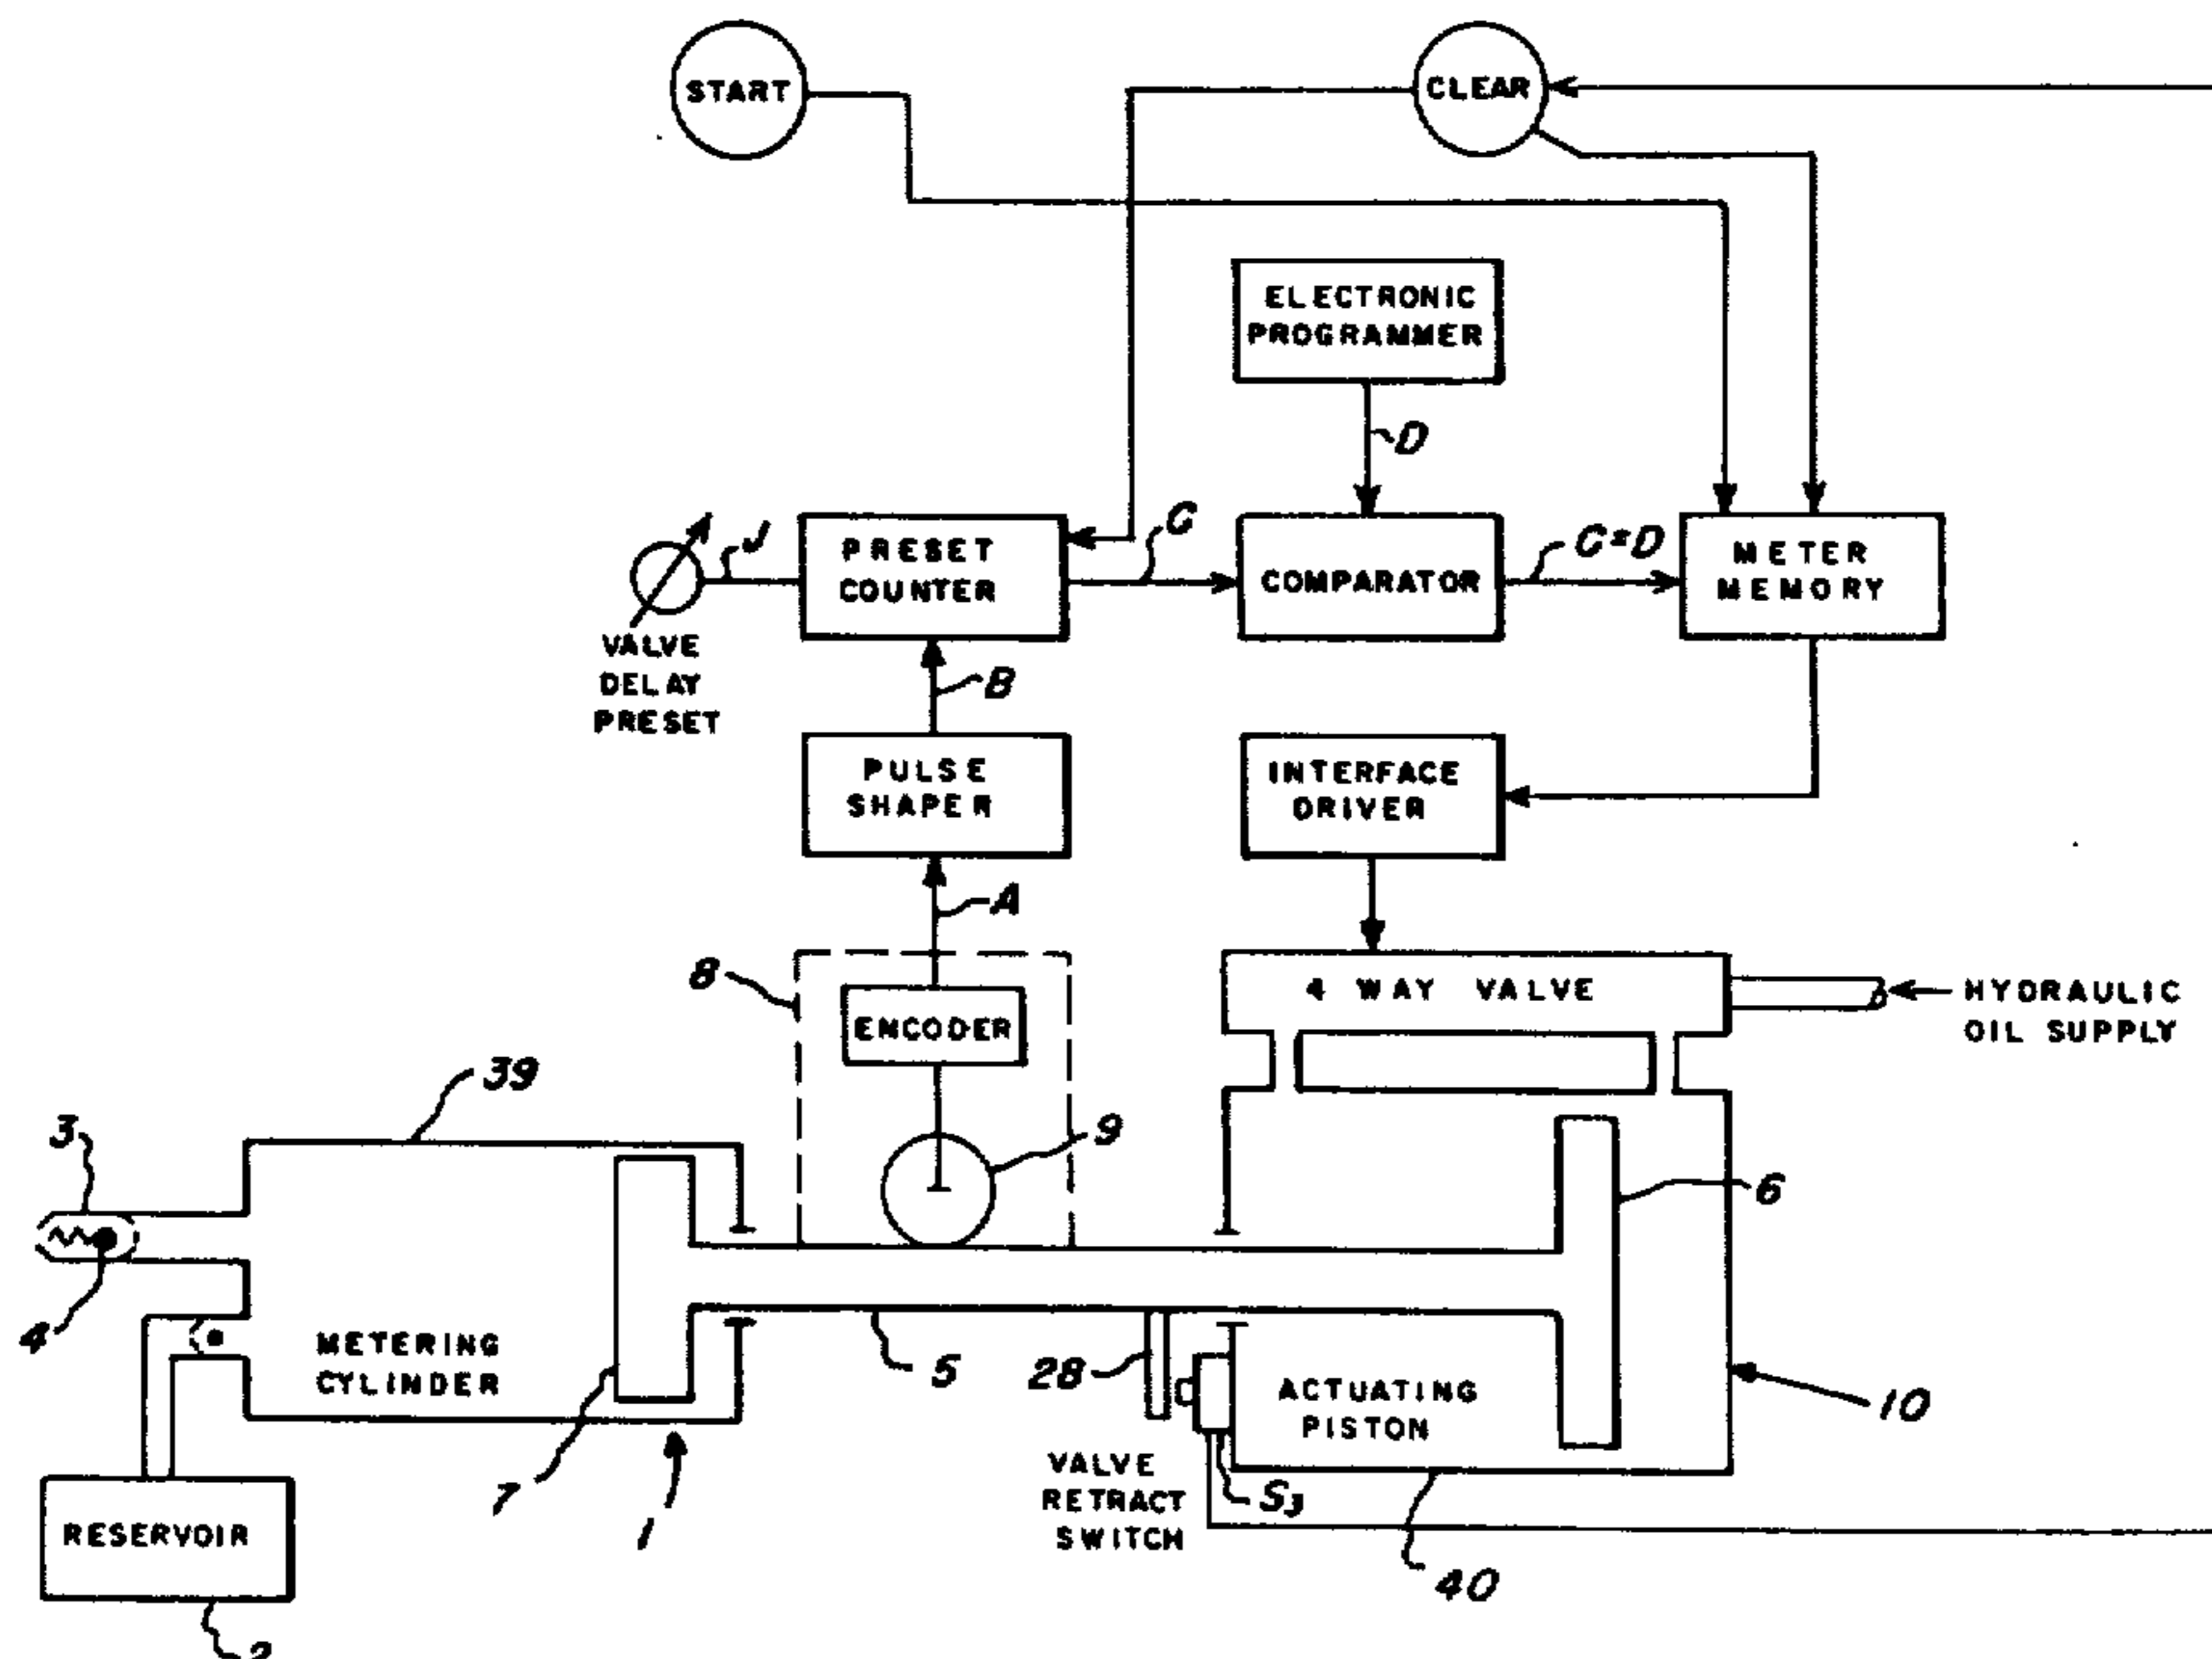 START
CLEAR
ELECTRONIC
PROGRAMMER
D
J
PRESET
COUNTER
C
COMPARATOR
C=D
METER
MEMORY
VALVE
DELAY
PRESET
B
PULSE
SHAPER
INTERFACE
DRIVER
A
8
ENCODER
4 WAY VALVE
HYDRAULIC
OIL SUPPLY
39
3
9
6
4
METERING
CYLINDER
5
28
ACTUATING
PISTON
10
7
1
VALVE
RETRACT
SWITCH
S3
RESERVOIR
40
2